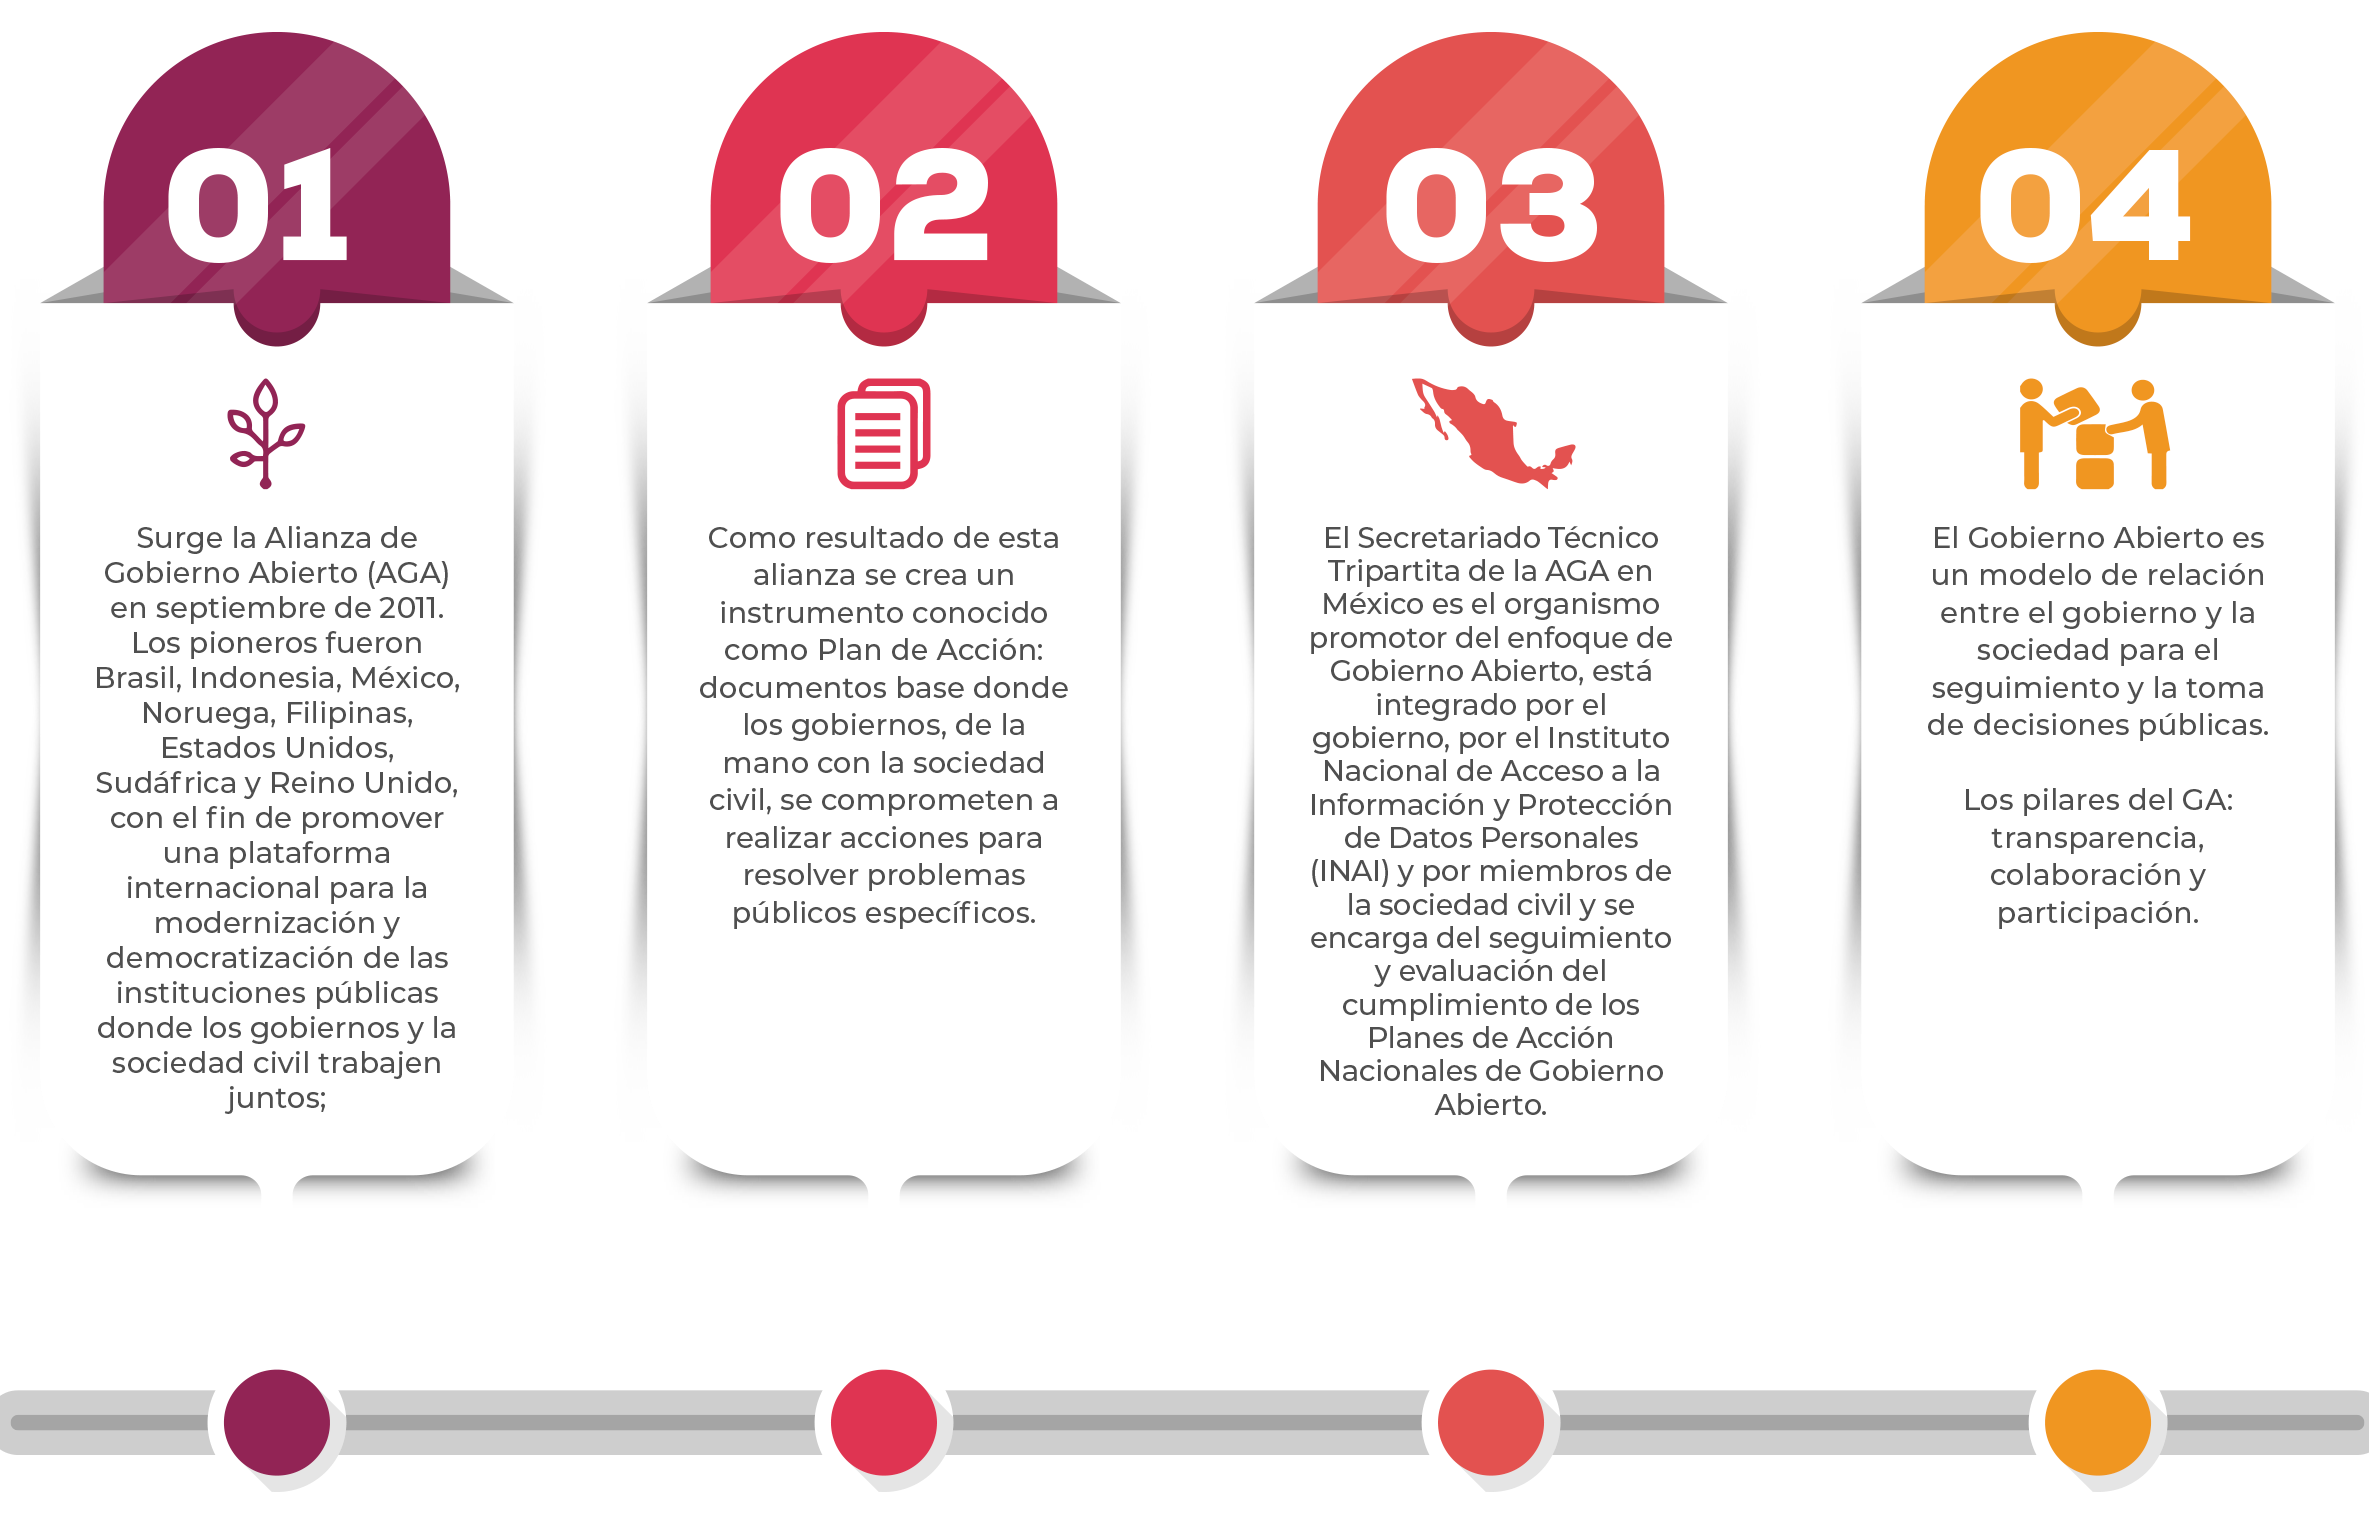 01
Surge la Alianza de
Gobierno Abierto (AGA)
en septiembre de 2011.
Los pioneros fueron
Brasil, Indonesia, México,
Noruega, Filipinas,
Estados Unidos,
Sudáfrica y Reino Unido,
con el fin de promover
una plataforma
internacional para la
modernización y
democratización de las
instituciones públicas
donde los gobiernos y la
sociedad civil trabajen
juntos;
02
Como resultado de esta
alianza se crea un
instrumento conocido
como Plan de Acción:
documentos base donde
los gobiernos, de la
mano con la sociedad
civil, se comprometen a
realizar acciones para
resolver problemas
públicos específicos.
03
El Secretariado Técnico
Tripartita de la AGA en
México es el organismo
promotor del enfoque de
Gobierno Abierto, está
integrado por el
gobierno, por el Instituto
Nacional de Acceso a la
Información y Protección
de Datos Personales
(INAI) y por miembros de
la sociedad civil y se
encarga del seguimiento
y evaluación del
cumplimiento de los
Planes de Acción
Nacionales de Gobierno
Abierto.
04
El Gobierno Abierto es
un modelo de relación
entre el gobierno y la
sociedad para el
seguimiento y la toma
de decisiones públicas.
Los pilares del GA:
transparencia,
colaboración y
participación.